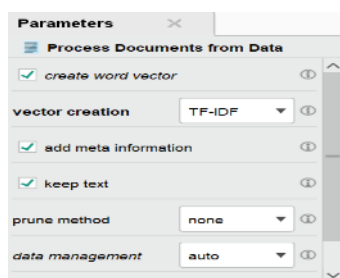 Parameters
Process Documents from Data
create word vector
vector creation TF-IDF
add meta information
keep text
prune method none
data management auto